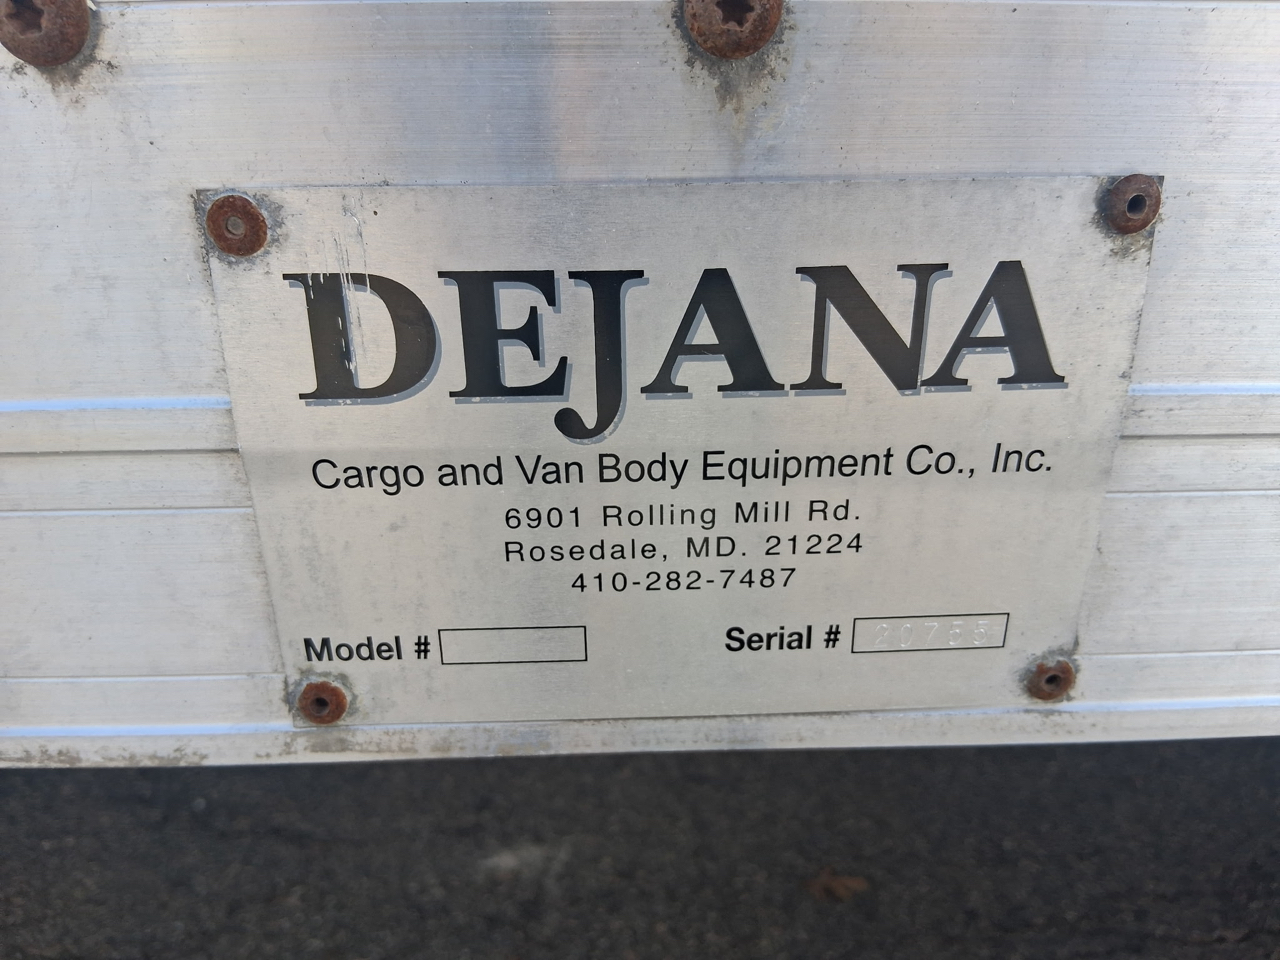 DEJANA
Cargo and Van Body Equipment Co., Inc.
6901 Rolling Mill Rd.
Rosedale, MD. 21224
410-282-7487
Model # Serial # 20755